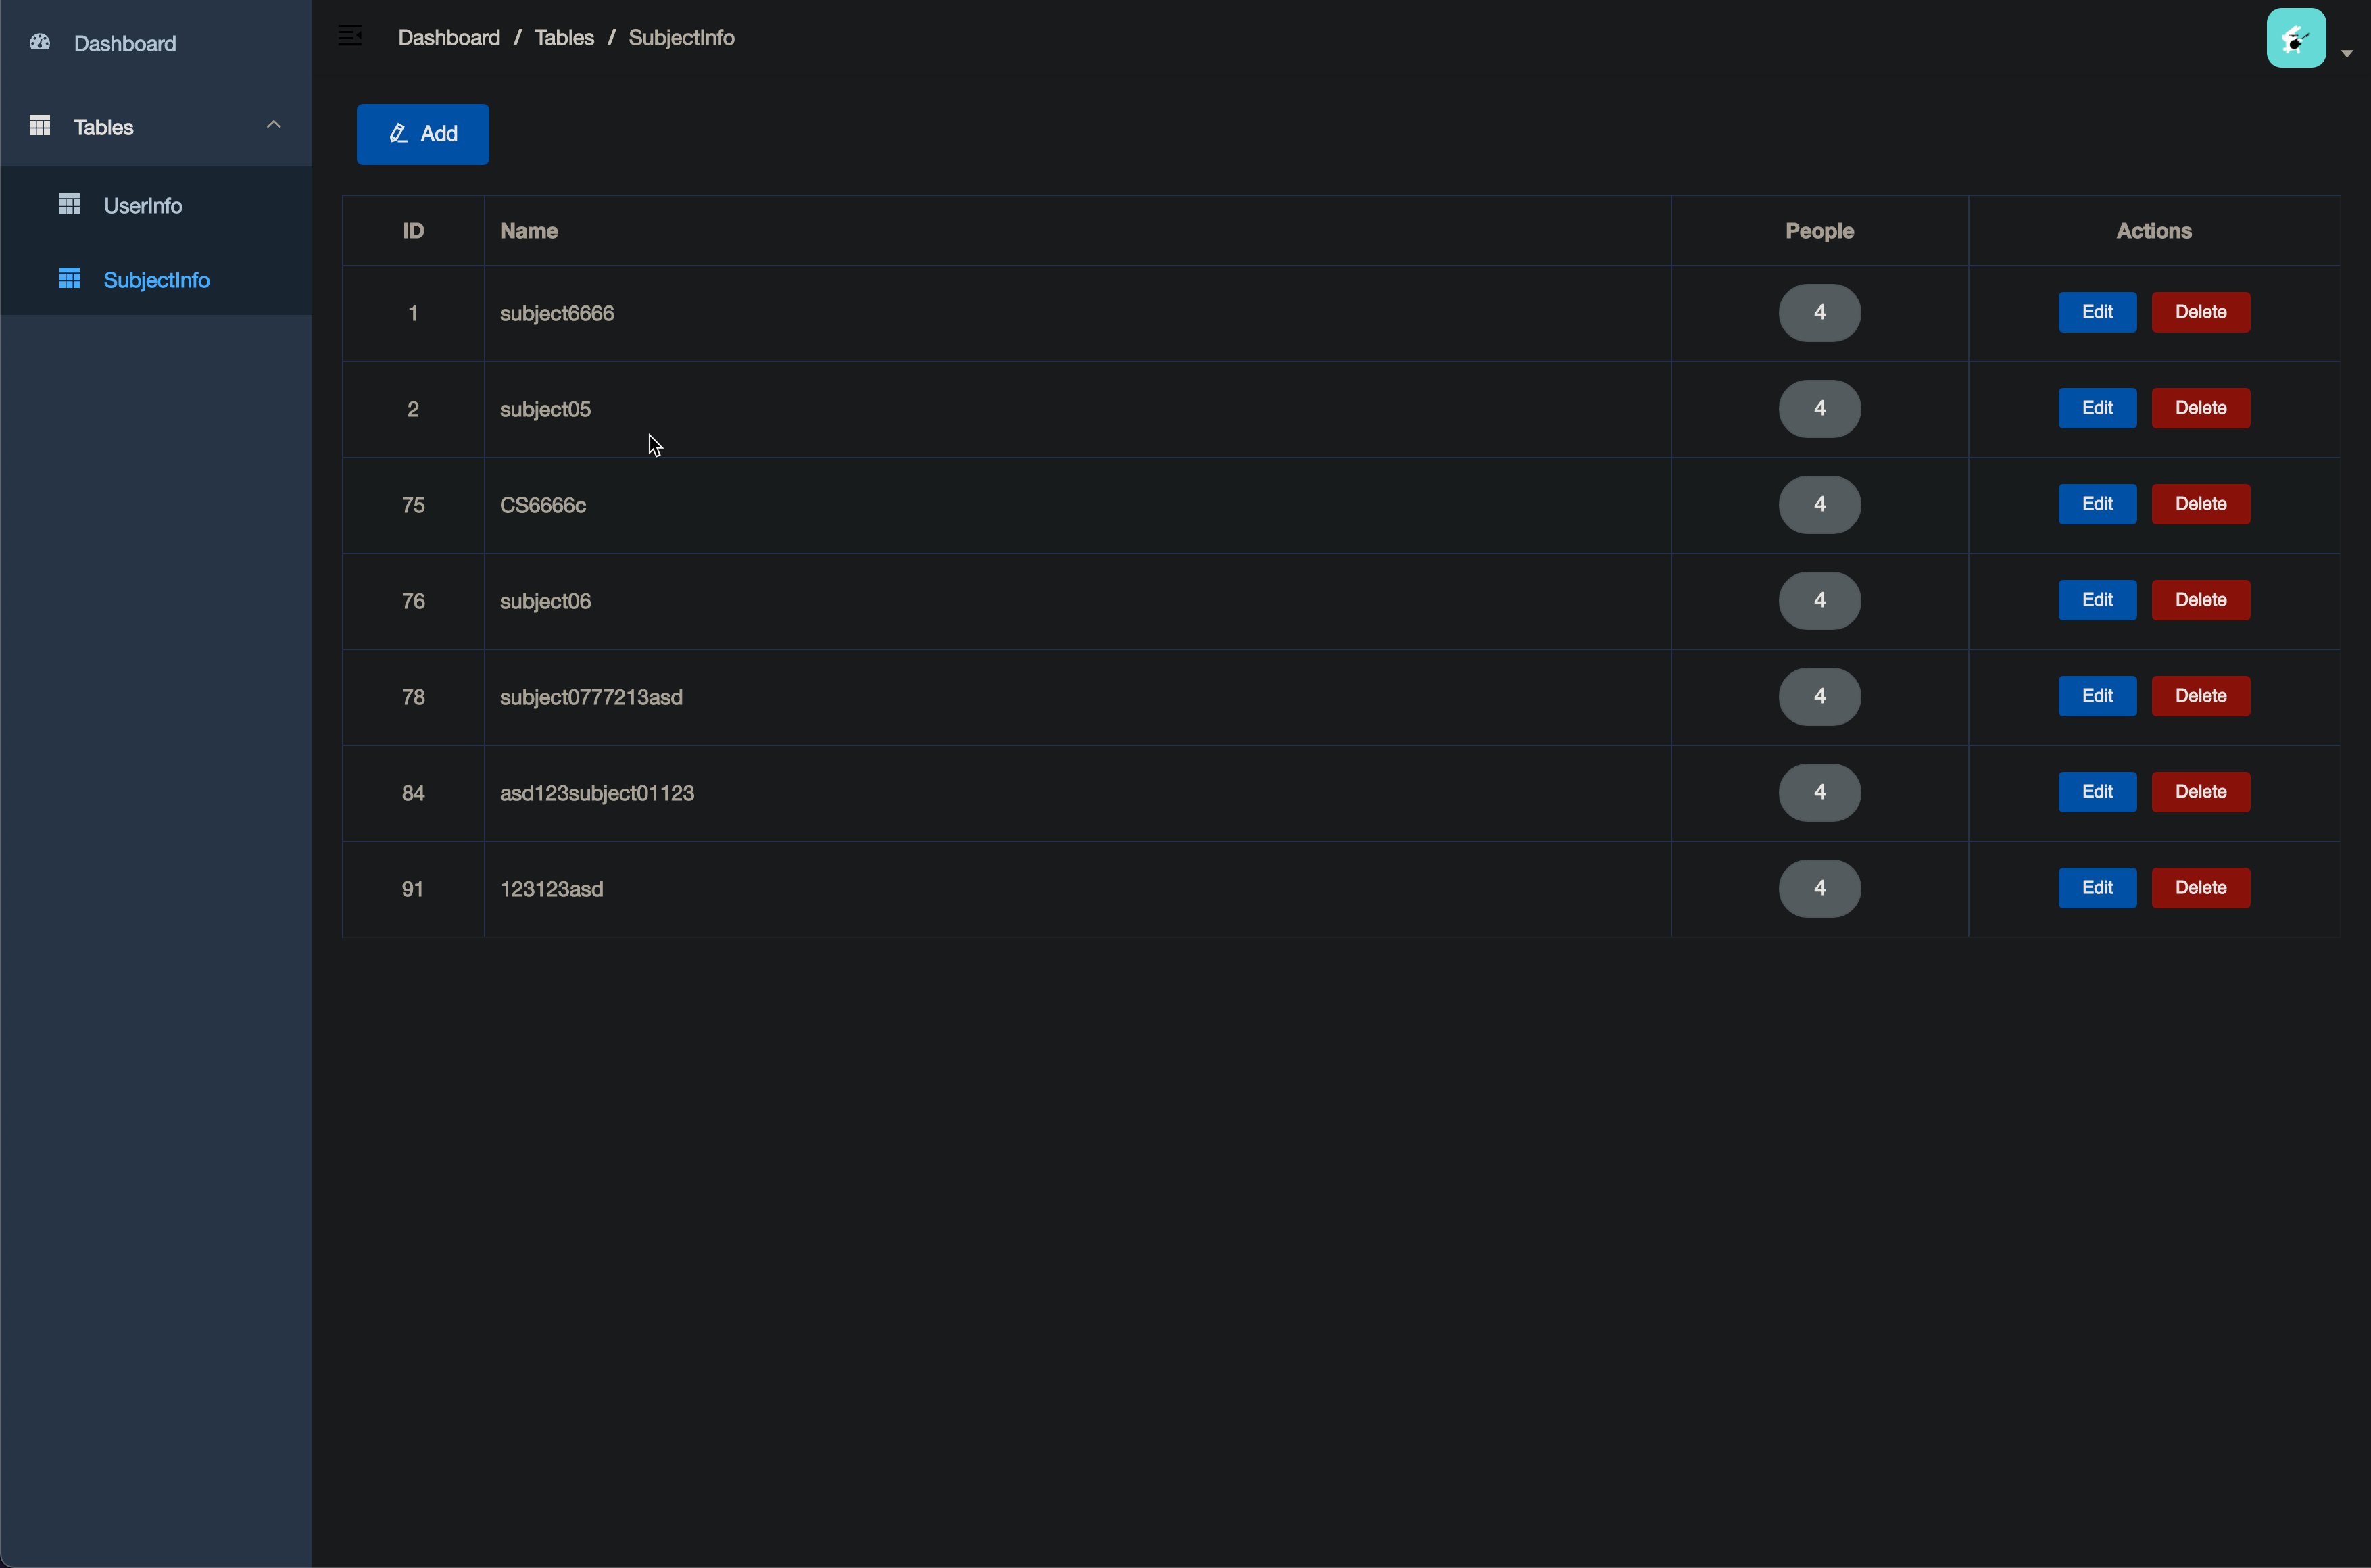 Dashboard
Tables
UserInfo
SubjectInfo
Dashboard / Tables / SubjectInfo
Add
ID Name People Actions
1 subject6666 4 Edit Delete
2 subject05 4 Edit Delete
75 CS6666c 4 Edit Delete
76 subject06 4 Edit Delete
78 subject0777213asd 4 Edit Delete
84 asd123subject01123 4 Edit Delete
91 123123asd 4 Edit Delete